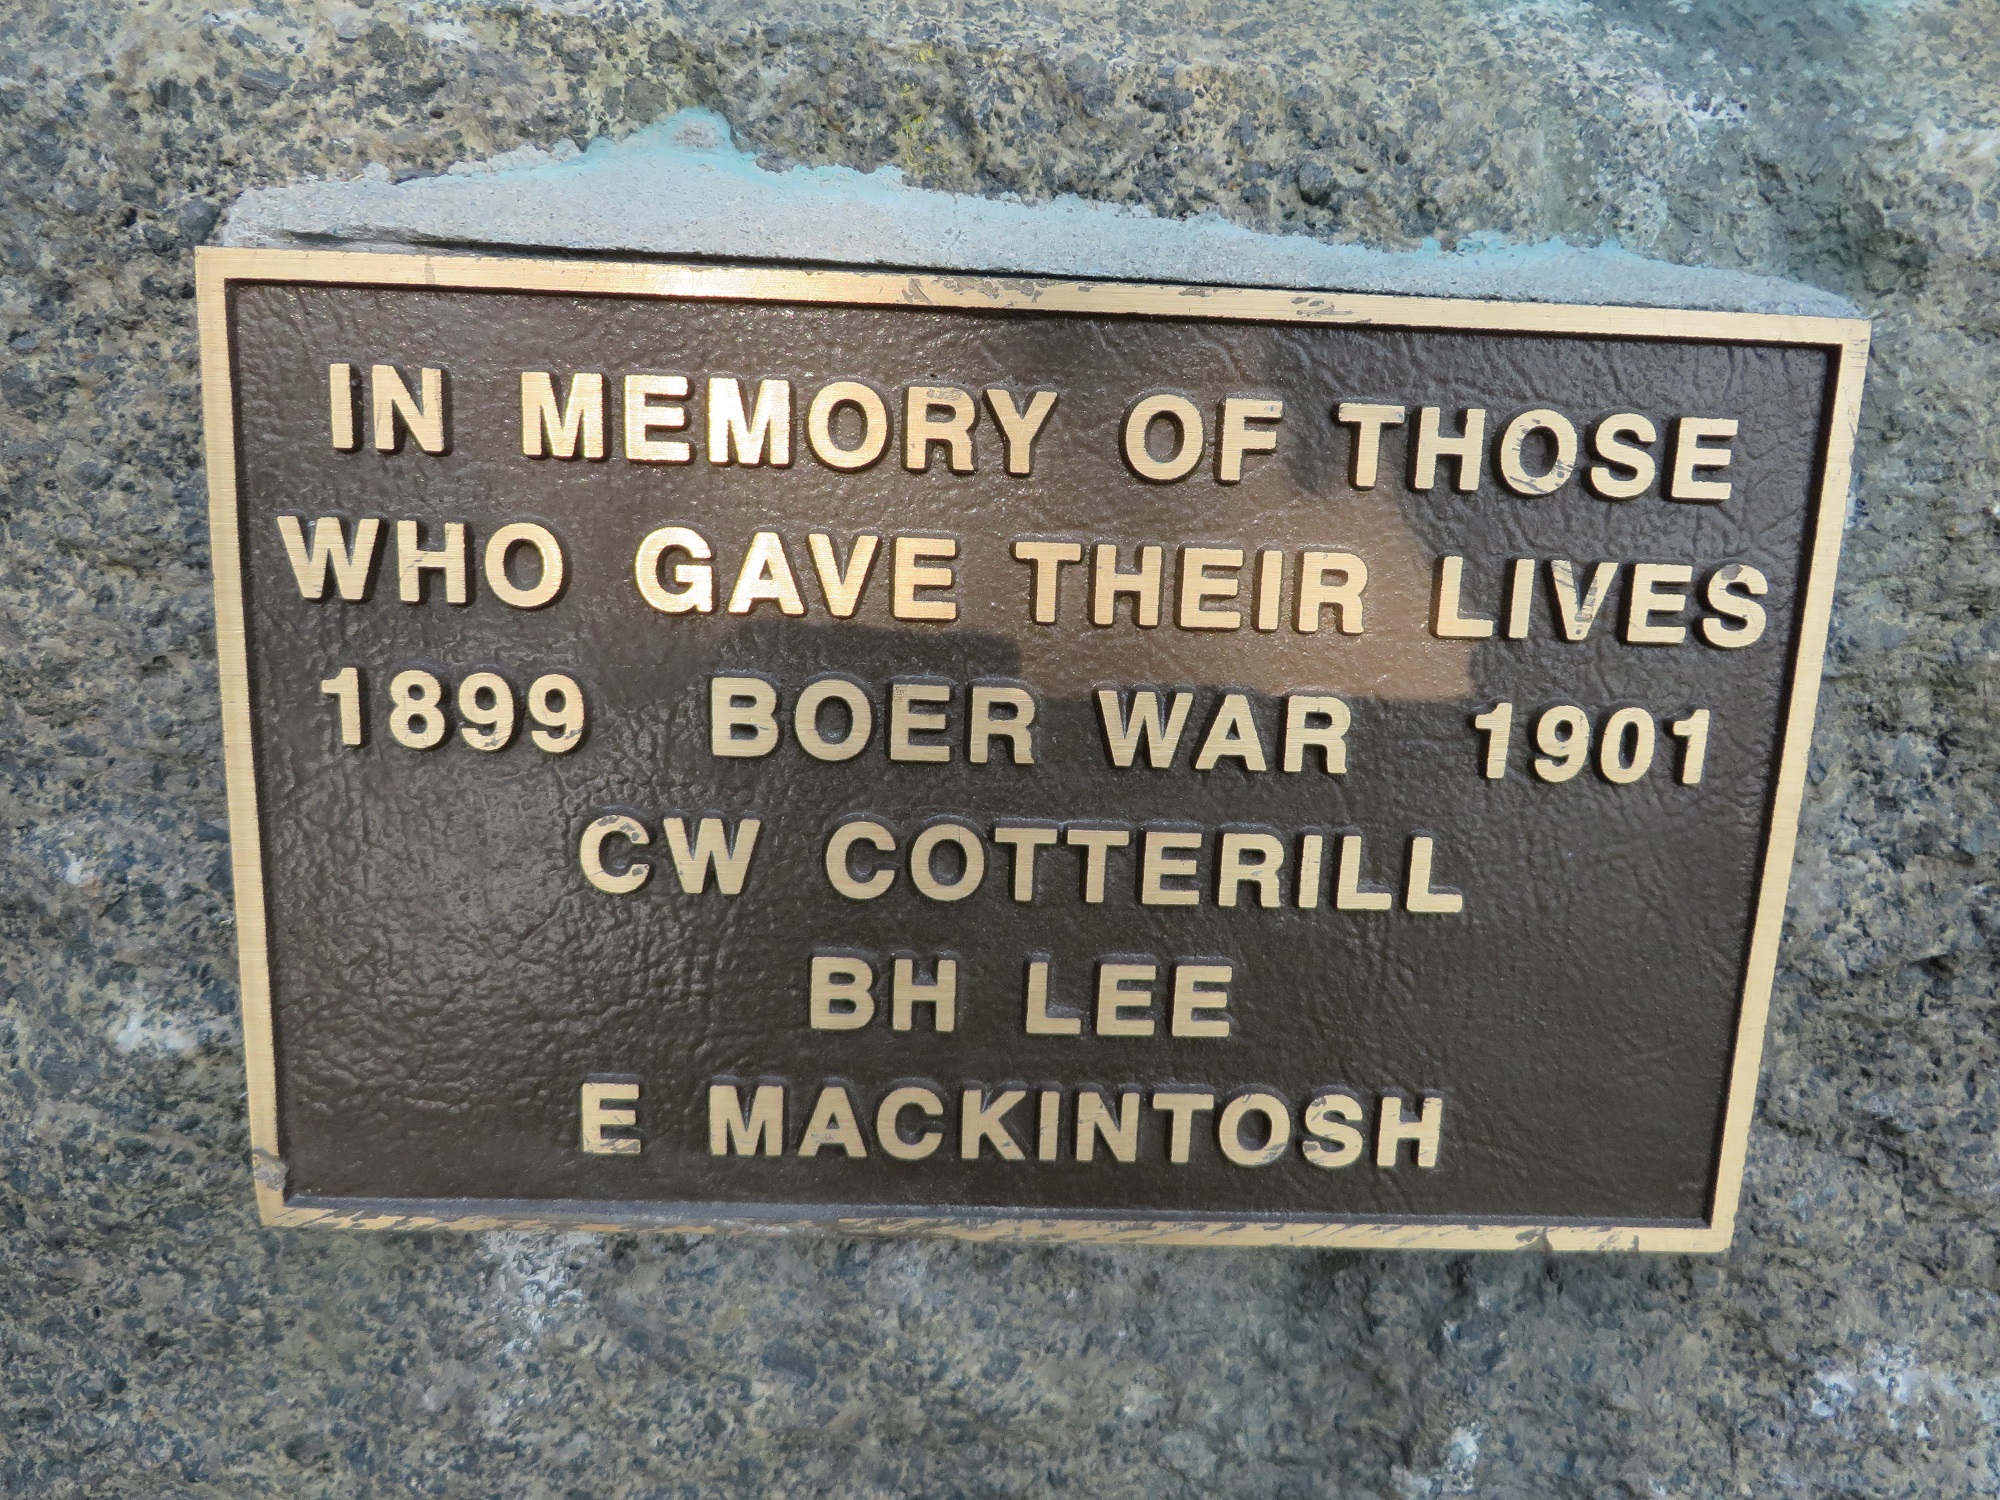 IN MEMORY OF THOSE
WHO GAVE THEIR LIVES
1899 BOER WAR 1901
CW COTTERILL
BH LEE
E MACKINTOSH